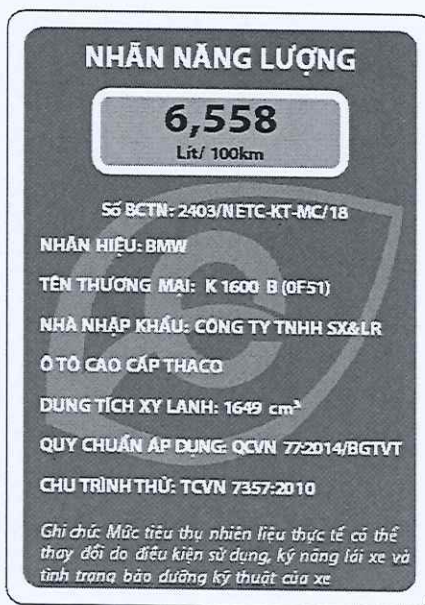 NHÃN NĂNG LƯỢNG
6,558
Lít/ 100km
Số BCTN: 2403/NETC-KT-MC/18
NHÃN HIỆU: BMW
TÊN THƯƠNG MẠI: K 1600 B (0F51)
NHÀ NHẬP KHẨU: CÔNG TY TNHH SX&LR
Ô TÔ CAO CẤP THACO
DUNG TÍCH XY LANH: 1649 cm³
QUY CHUẨN ÁP DỤNG: QCVN 77:2014/BGTVT
CHU TRÌNH THỬ: TCVN 7357:2010
Ghi chú: Mức tiêu thụ nhiên liệu thực tế có thể
thay đổi do điều kiện sử dụng, kỹ năng lái xe và
tình trạng bảo dưỡng kỹ thuật của xe